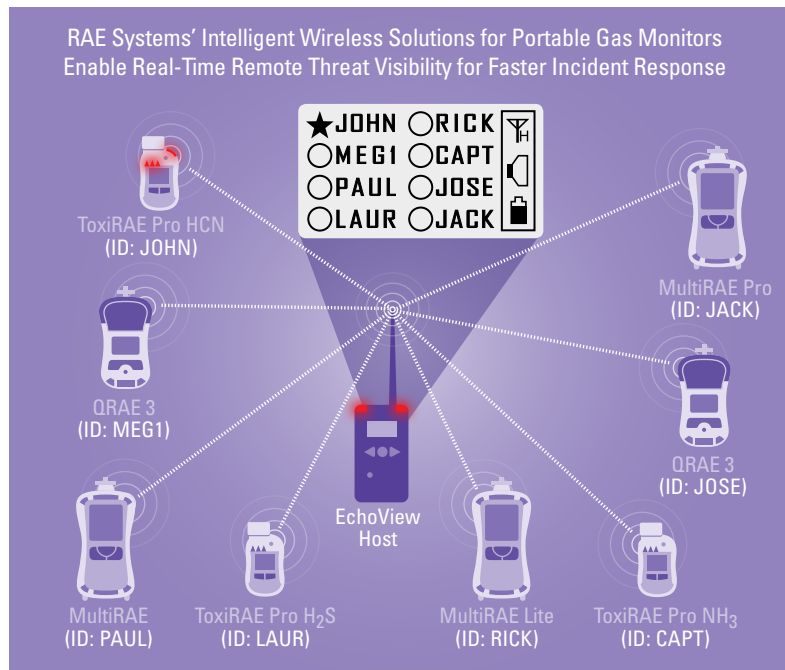 RAE Systems’ Intelligent Wireless Solutions for Portable Gas Monitors
Enable Real-Time Remote Threat Visibility for Faster Incident Response
★JOHN ○RICK
○MEG1 ○CAPT
○PAUL ○JOSE
○LAUR ○JACK
H
ToxiRAE Pro HCN
(ID: JOHN)
MultiRAE Pro
(ID: JACK)
QRAE 3
(ID: MEG1)
QRAE 3
(ID: JOSE)
EchoView
Host
MultiRAE
(ID: PAUL)
ToxiRAE Pro H₂S
(ID: LAUR)
MultiRAE Lite
(ID: RICK)
ToxiRAE Pro NH₃
(ID: CAPT)